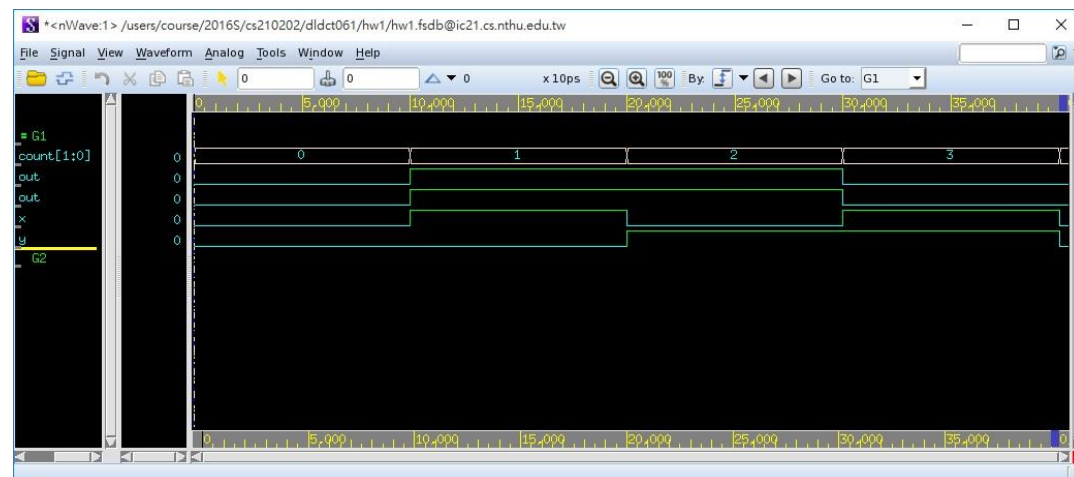 *<nWave:1> /users/course/2016S/cs210202/dldct061/hw1/hw1.fsdb@ic21.cs.nthu.edu.tw
File Signal View Waveform Analog Tools Window Help
0 0 0 x 10ps 100 % By: Go to: G1
0 5,000 10,000 15,000 20,000 25,000 30,000 35,000
= G1
count[1:0] 0 0 1 2 3
out 0
out 0
x 0
y 0
G2
0 5,000 10,000 15,000 20,000 25,000 30,000 35,000 0